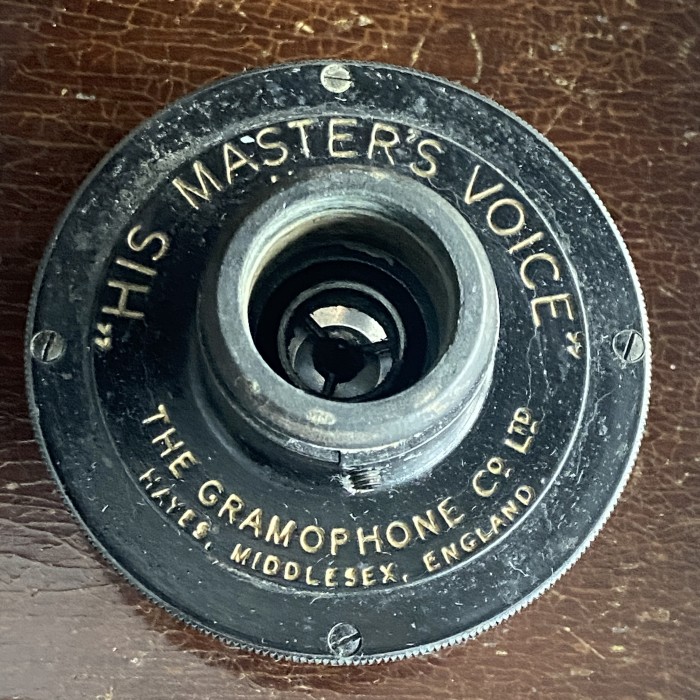 “HIS MASTER'S VOICE”
THE GRAMOPHONE Co LTD
HAYES, MIDDLESEX, ENGLAND.